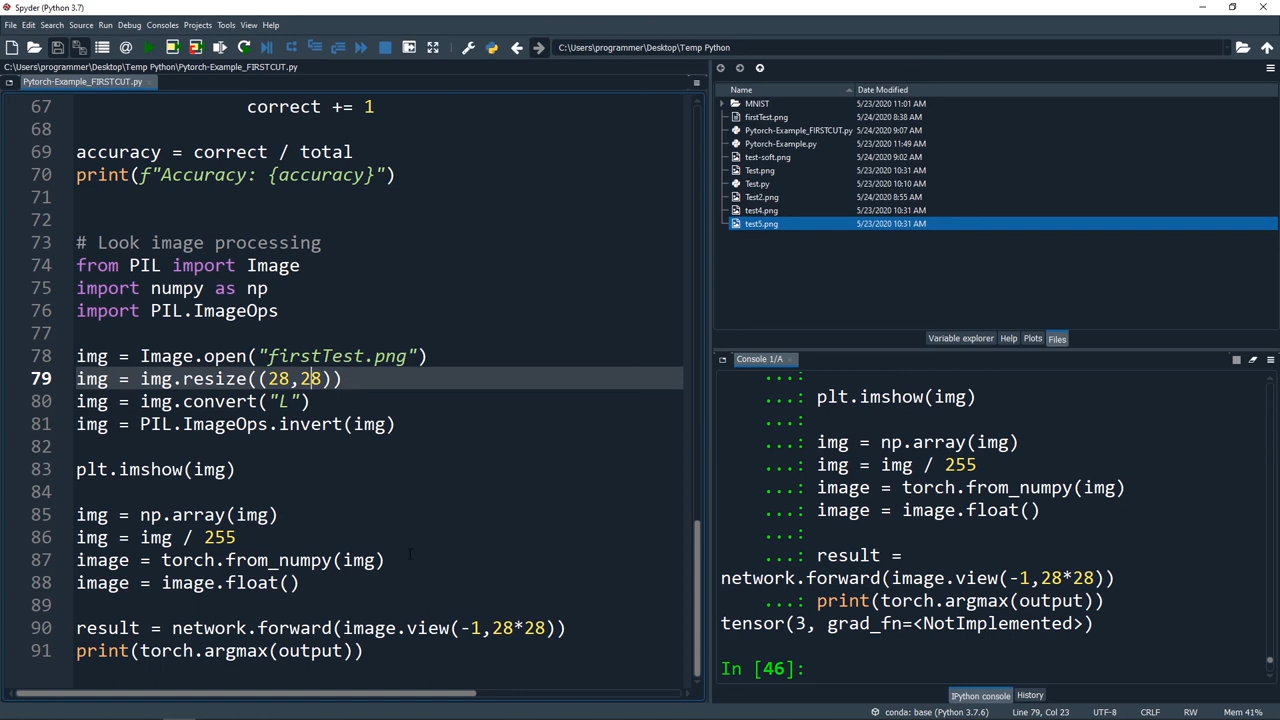 Spyder (Python 3.7)
File Edit Search Source Run Debug Consoles Projects Tools View Help
C:\Users\programmer\Desktop\Temp Python
C:\Users\programmer\Desktop\Temp Python\Pytorch-Example_FIRSTCUT.py
Pytorch-Example_FIRSTCUT.py
67 correct += 1
68
69 accuracy = correct / total
70 print(f"Accuracy: {accuracy}")
71
72
73 # Look image processing
74 from PIL import Image
75 import numpy as np
76 import PIL.ImageOps
77
78 img = Image.open("firstTest.png")
79 img = img.resize((28,28))
80 img = img.convert("L")
81 img = PIL.ImageOps.invert(img)
82
83 plt.imshow(img)
84
85 img = np.array(img)
86 img = img / 255
87 image = torch.from_numpy(img)
88 image = image.float()
89
90 result = network.forward(image.view(-1,28*28))
91 print(torch.argmax(output))
Name Date Modified
MNIST 5/23/2020 11:01 AM
firstTest.png 5/24/2020 8:38 AM
Pytorch-Example_FIRSTCUT.py 5/24/2020 9:07 AM
Pytorch-Example.py 5/23/2020 11:49 AM
test-soft.png 5/24/2020 9:02 AM
Test.png 5/23/2020 10:31 AM
Test.py 5/23/2020 10:10 AM
Test2.png 5/24/2020 8:55 AM
test4.png 5/23/2020 10:31 AM
test5.png 5/23/2020 10:31 AM
Variable explorer Help Plots Files
Console 1/A
...:
...: plt.imshow(img)
...:
...: img = np.array(img)
...: img = img / 255
...: image = torch.from_numpy(img)
...: image = image.float()
...:
...: result =
network.forward(image.view(-1,28*28))
...: print(torch.argmax(output))
tensor(3, grad_fn=<NotImplemented>)
In [46]:
IPython console History
conda: base (Python 3.7.6) Line 79, Col 23 UTF-8 CRLF RW Mem 41%